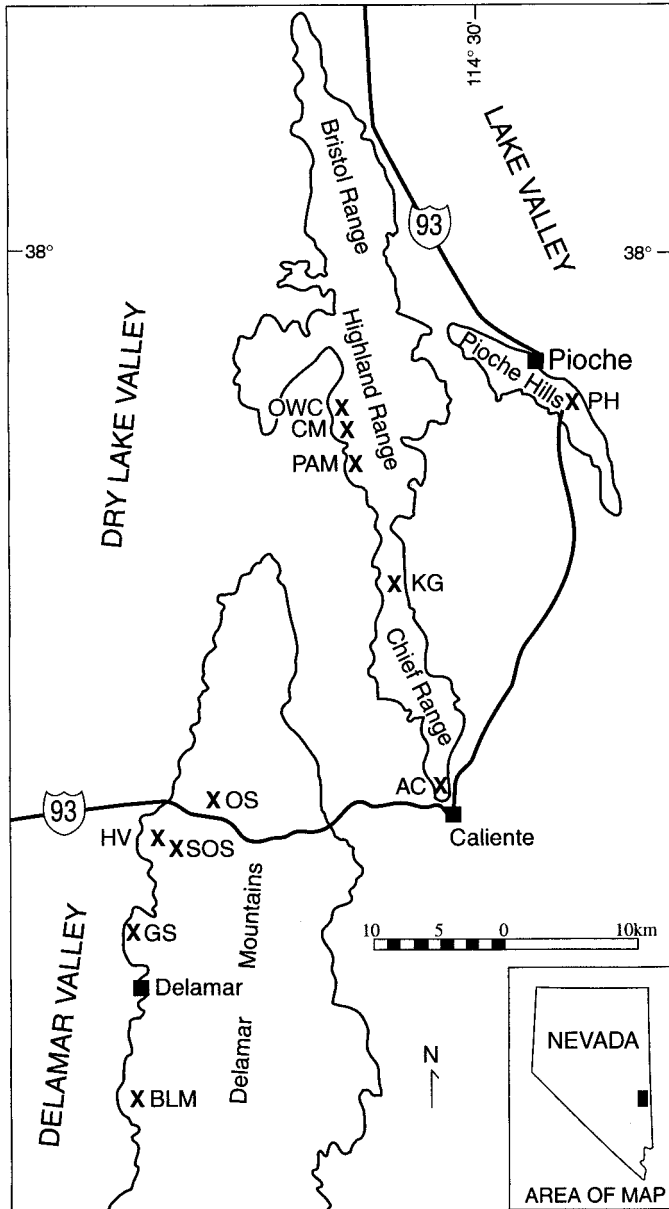 114° 30'
LAKE VALLEY
Bristol Range
93
38°
38°
DRY LAKE VALLEY
Highland Range
Pioche
Pioche Hills
OWC X
X PH
CM X
PAM X
X KG
Chief Range
AC X
93
X OS
Caliente
HV X
X SOS
Mountains
10 5 0 10km
X GS
DELAMAR VALLEY
X Delamar
Delamar
N
NEVADA
X BLM
AREA OF MAP